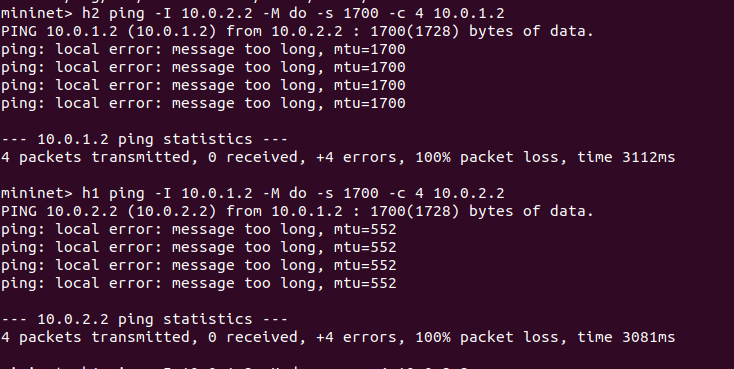 mininet> h2 ping -I 10.0.2.2 -M do -s 1700 -c 4 10.0.1.2
PING 10.0.1.2 (10.0.1.2) from 10.0.2.2 : 1700(1728) bytes of data.
ping: local error: message too long, mtu=1700
ping: local error: message too long, mtu=1700
ping: local error: message too long, mtu=1700
ping: local error: message too long, mtu=1700
--- 10.0.1.2 ping statistics ---
4 packets transmitted, 0 received, +4 errors, 100% packet loss, time 3112ms
mininet> h1 ping -I 10.0.1.2 -M do -s 1700 -c 4 10.0.2.2
PING 10.0.2.2 (10.0.2.2) from 10.0.1.2 : 1700(1728) bytes of data.
ping: local error: message too long, mtu=552
ping: local error: message too long, mtu=552
ping: local error: message too long, mtu=552
ping: local error: message too long, mtu=552
--- 10.0.2.2 ping statistics ---
4 packets transmitted, 0 received, +4 errors, 100% packet loss, time 3081ms